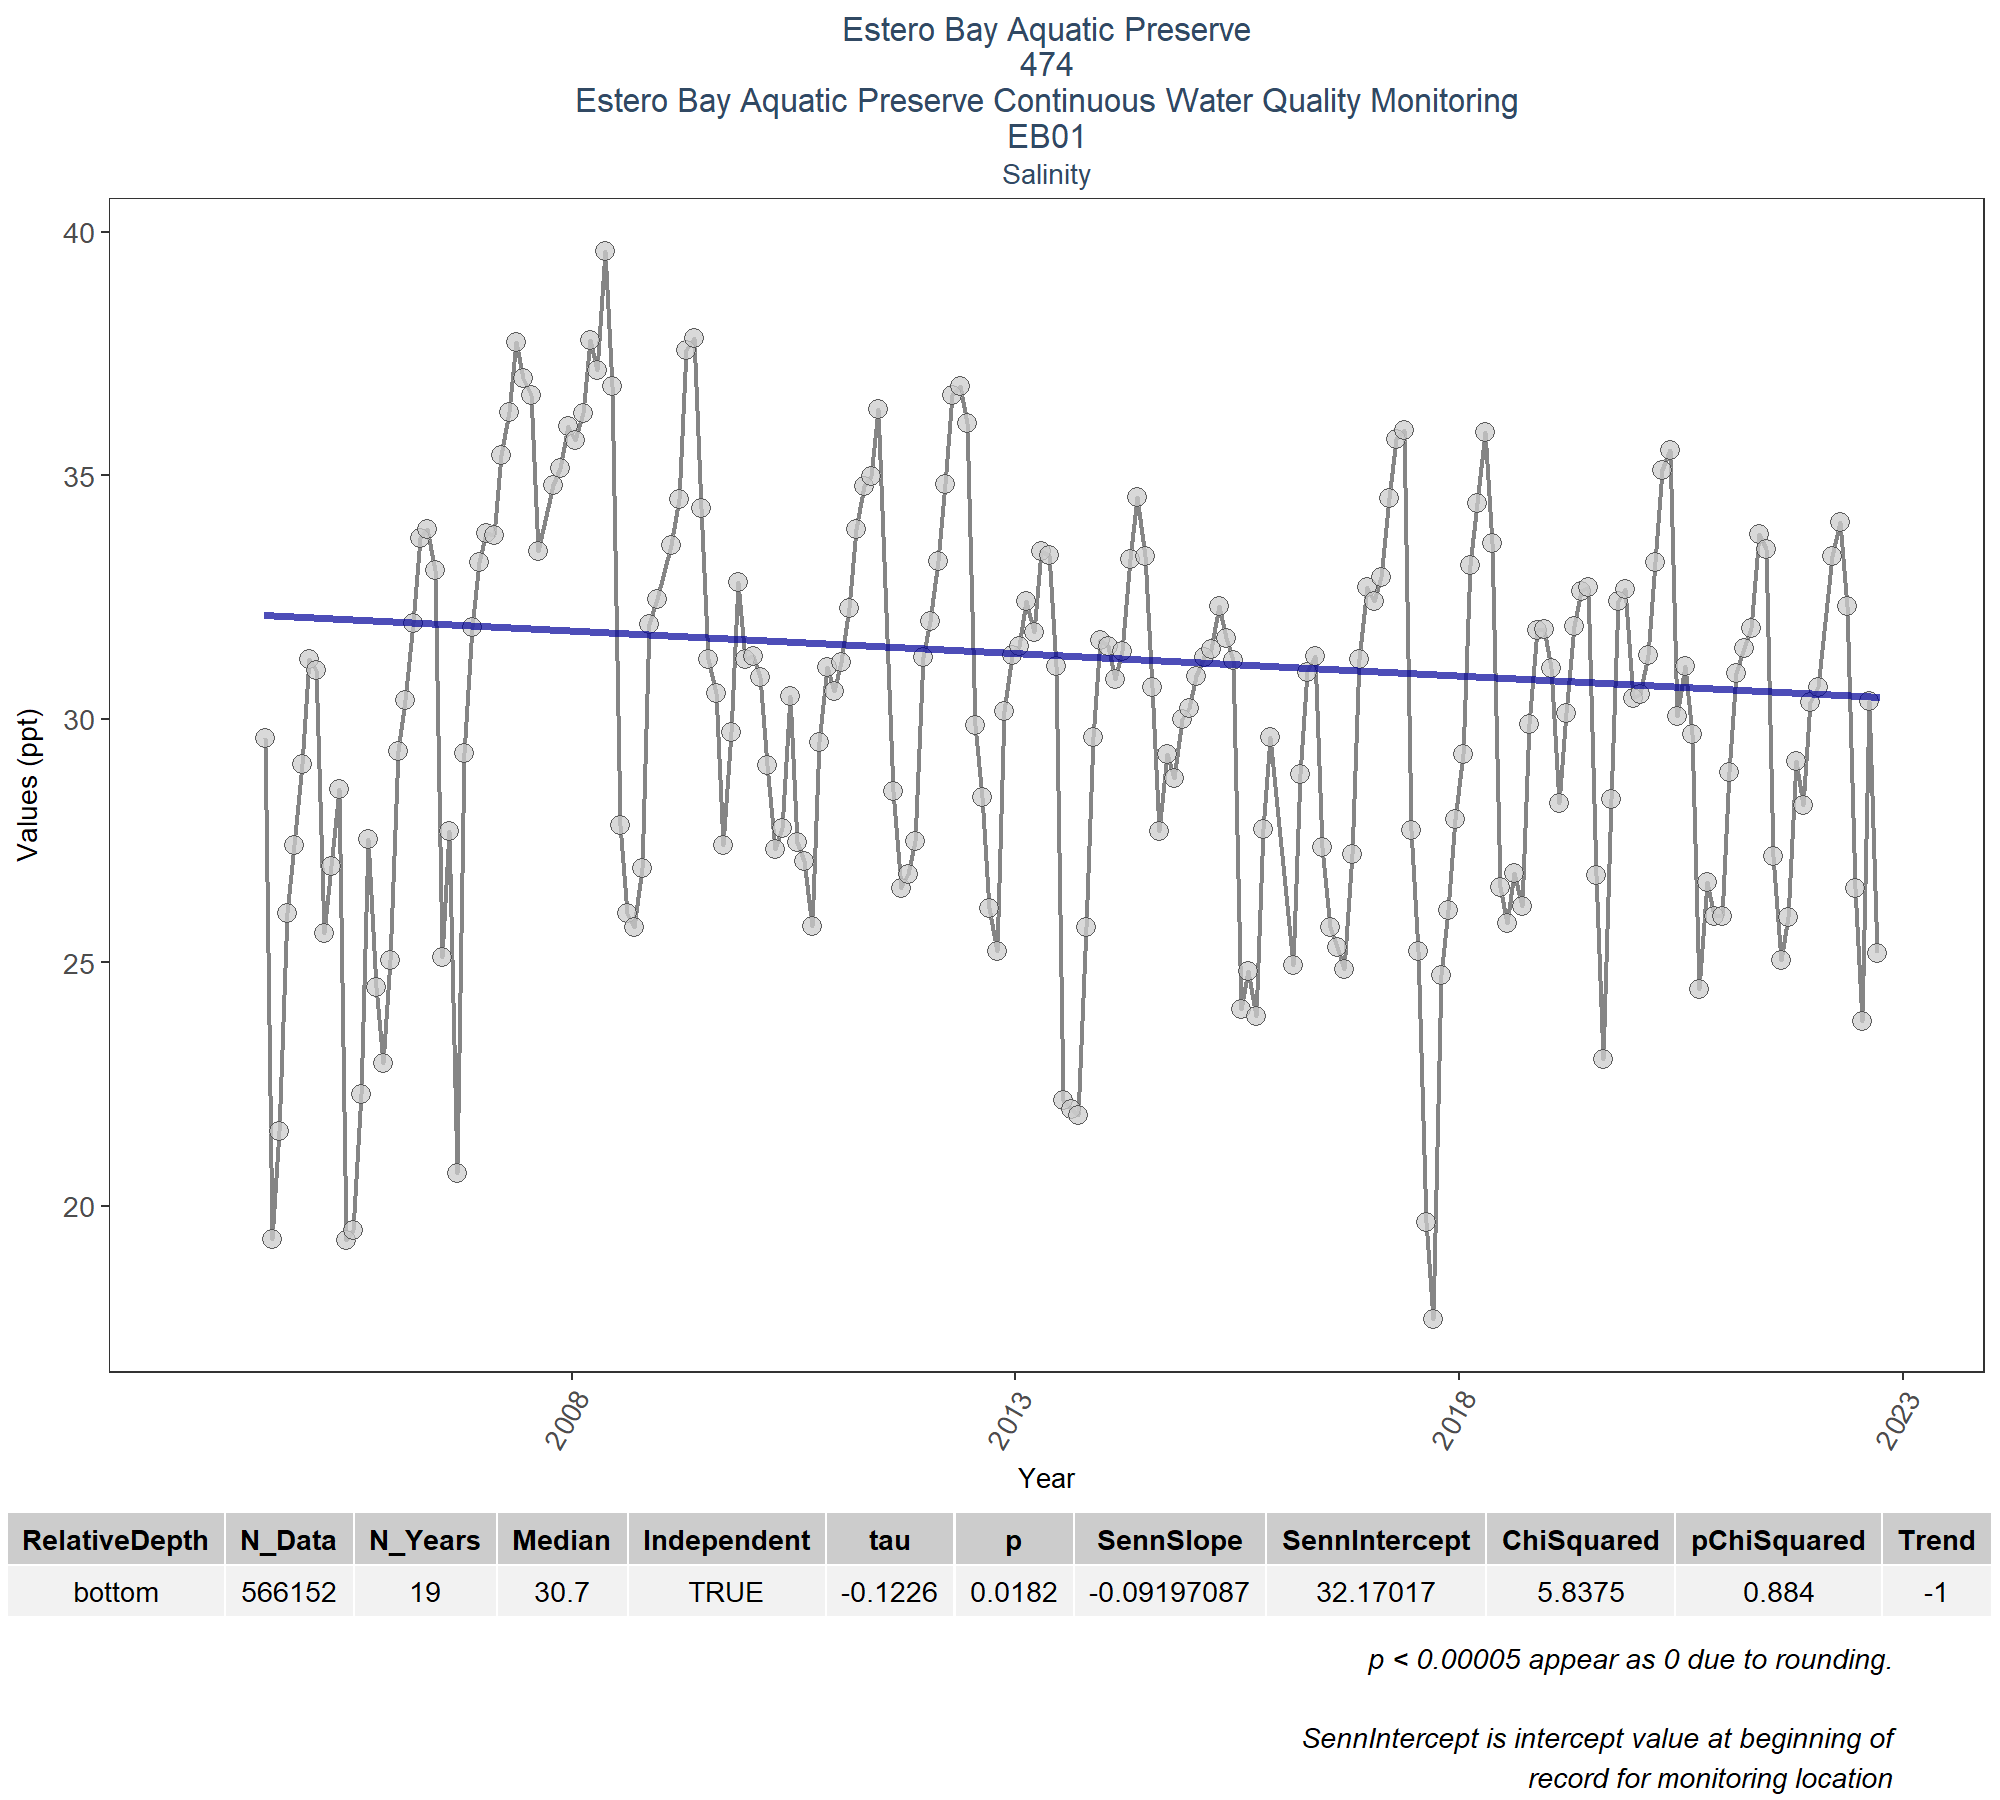 Estero Bay Aquatic Preserve
474
Estero Bay Aquatic Preserve Continuous Water Quality Monitoring
EB01
Salinity
40
35
30
25
20
Values (ppt)
2008
2013
2018
2023
Year
RelativeDepth N_Data N_Years Median Independent tau p SennSlope SennIntercept ChiSquared pChiSquared Trend
bottom 566152 19 30.7 TRUE -0.1226 0.0182 -0.09197087 32.17017 5.8375 0.884 -1
p < 0.00005 appear as 0 due to rounding.
SennIntercept is intercept value at beginning of
record for monitoring location